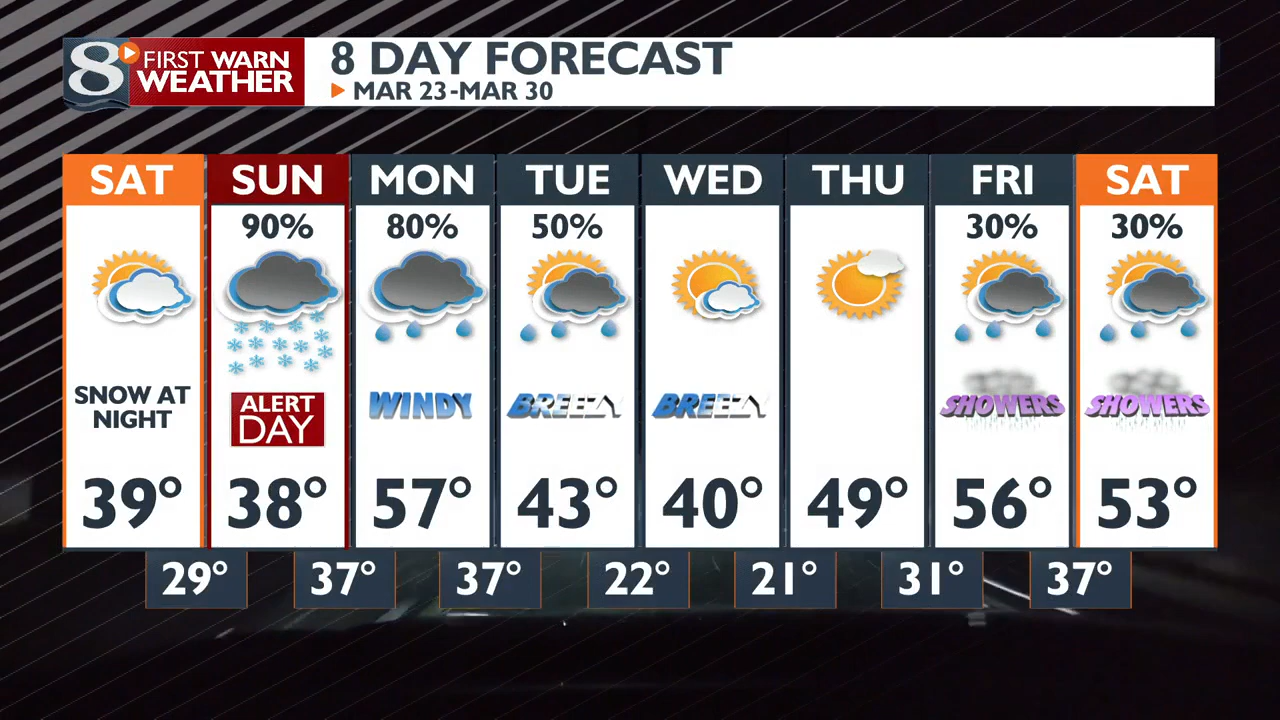 8 FIRST WARN
WEATHER
8 DAY FORECAST
MAR 23-MAR 30
SAT SUN MON TUE WED THU FRI SAT
90% 80% 50% 30% 30%
SNOW AT
NIGHT
ALERT
DAY
WINDY BREEZY BREEZY SHOWERS SHOWERS
39° 38° 57° 43° 40° 49° 56° 53°
29° 37° 37° 22° 21° 31° 37°